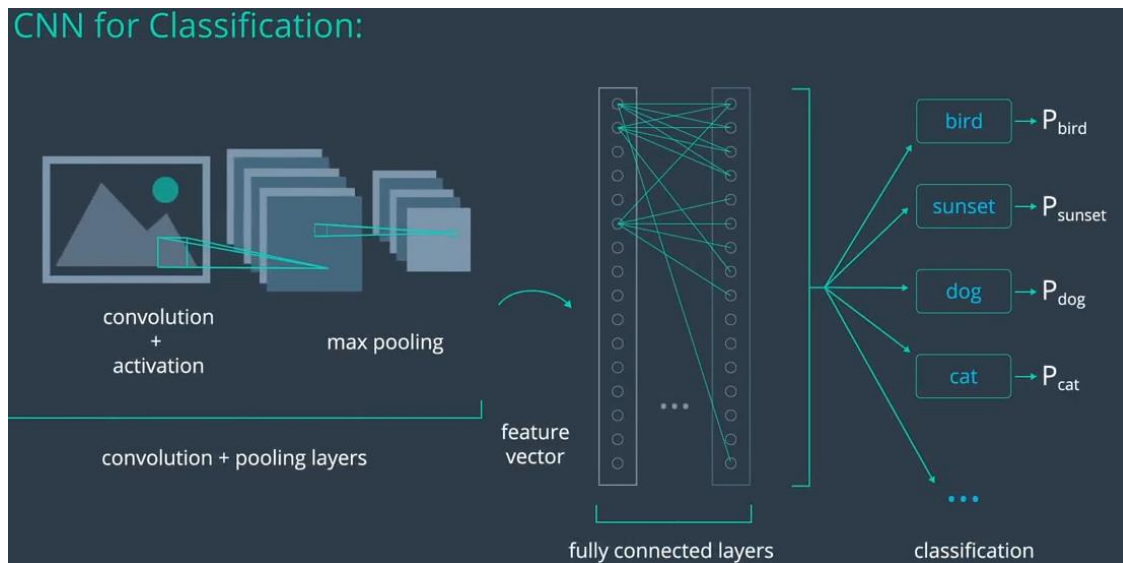 CNN for Classification:
convolution
+
activation
max pooling
convolution + pooling layers
feature
vector
...
fully connected layers
bird
P_bird
sunset
P_sunset
dog
P_dog
cat
P_cat
...
classification